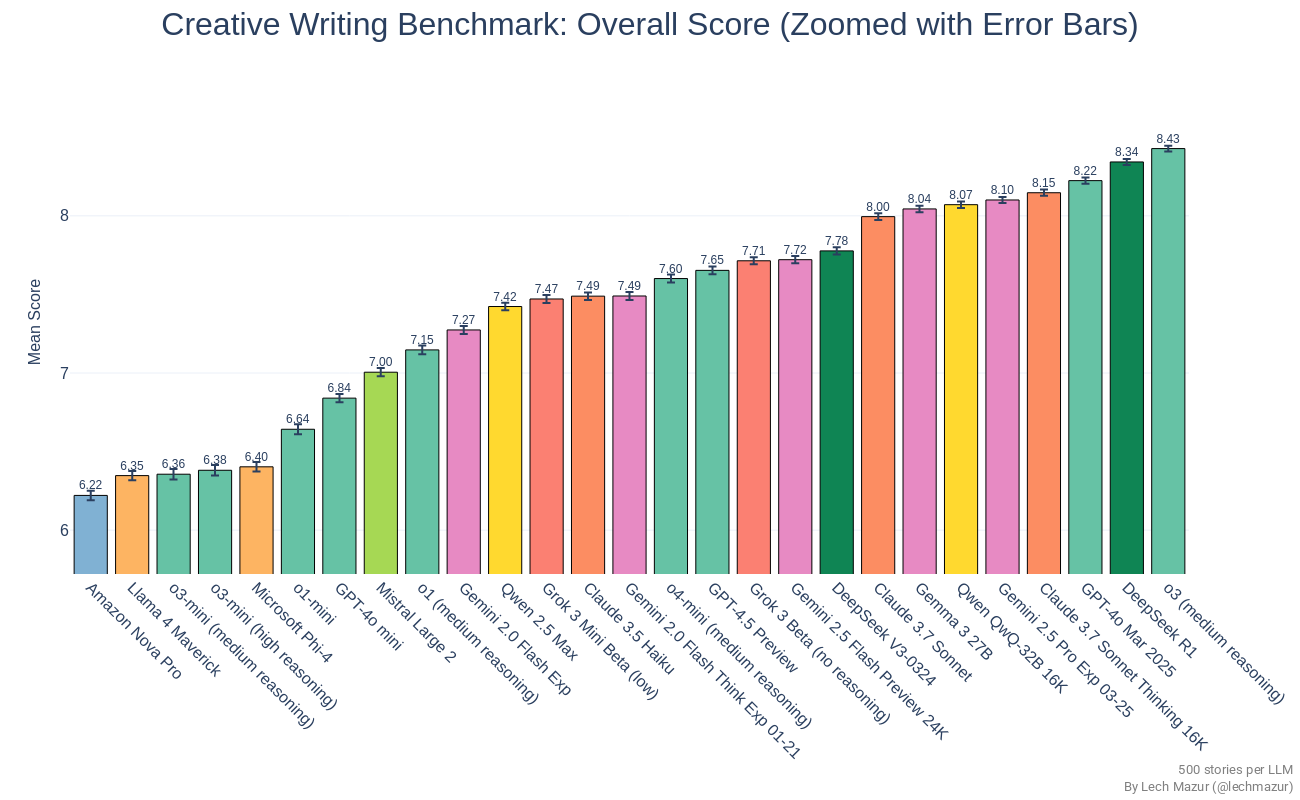 Creative Writing Benchmark: Overall Score (Zoomed with Error Bars)
Mean Score
8
7
6
6.22
6.35
6.36
6.38
6.40
6.64
6.84
7.00
7.15
7.27
7.42
7.47
7.49
7.49
7.60
7.65
7.71
7.72
7.78
8.00
8.04
8.07
8.10
8.15
8.22
8.34
8.43
Amazon Nova Pro
Llama 4 Maverick
o3-mini (medium reasoning)
o3-mini (high reasoning)
Microsoft Phi-4
o1-mini
GPT-4o mini
Mistral Large 2
o1 (medium reasoning)
Gemini 2.0 Flash Exp
Qwen 2.5 Max
Grok 3 Mini Beta (low)
Claude 3.5 Haiku
Gemini 2.0 Flash Think Exp 01-21
o4-mini (medium reasoning)
GPT-4.5 Preview
Grok 3 Beta (no reasoning)
Gemini 2.5 Flash Preview 24K
DeepSeek V3-0324
Claude 3.7 Sonnet
Gemma 3 27B
Qwen QwQ-32B 16K
Gemini 2.5 Pro Exp 03-25
Claude 3.7 Sonnet Thinking 16K
GPT-4o Mar 2025
DeepSeek R1
o3 (medium reasoning)
500 stories per LLM
By Lech Mazur (@lechmazur)